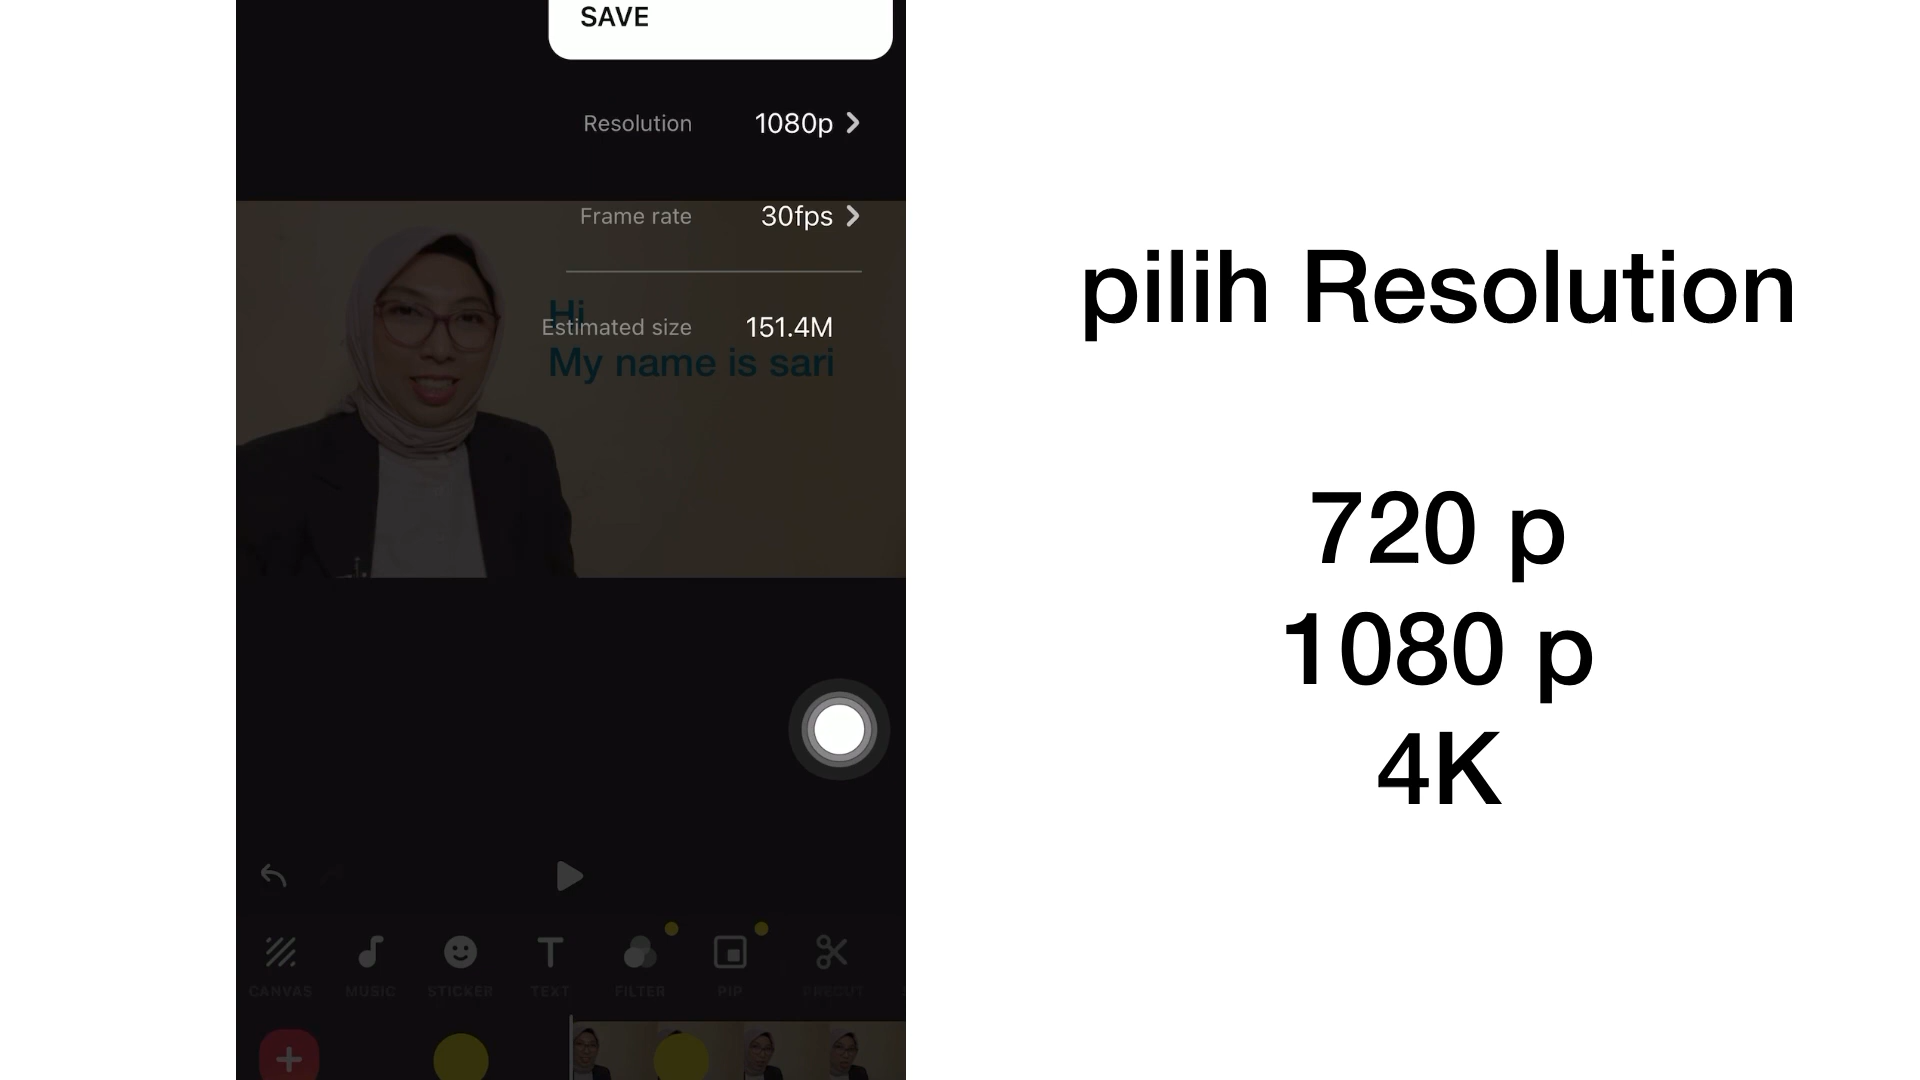 SAVE
Resolution 1080p
Frame rate 30fps
Hi
Estimated size 151.4M
My name is sari
CANVAS MUSIC STICKER TEXT FILTER PIP PRECUT
pilih Resolution
720 p
1080 p
4K